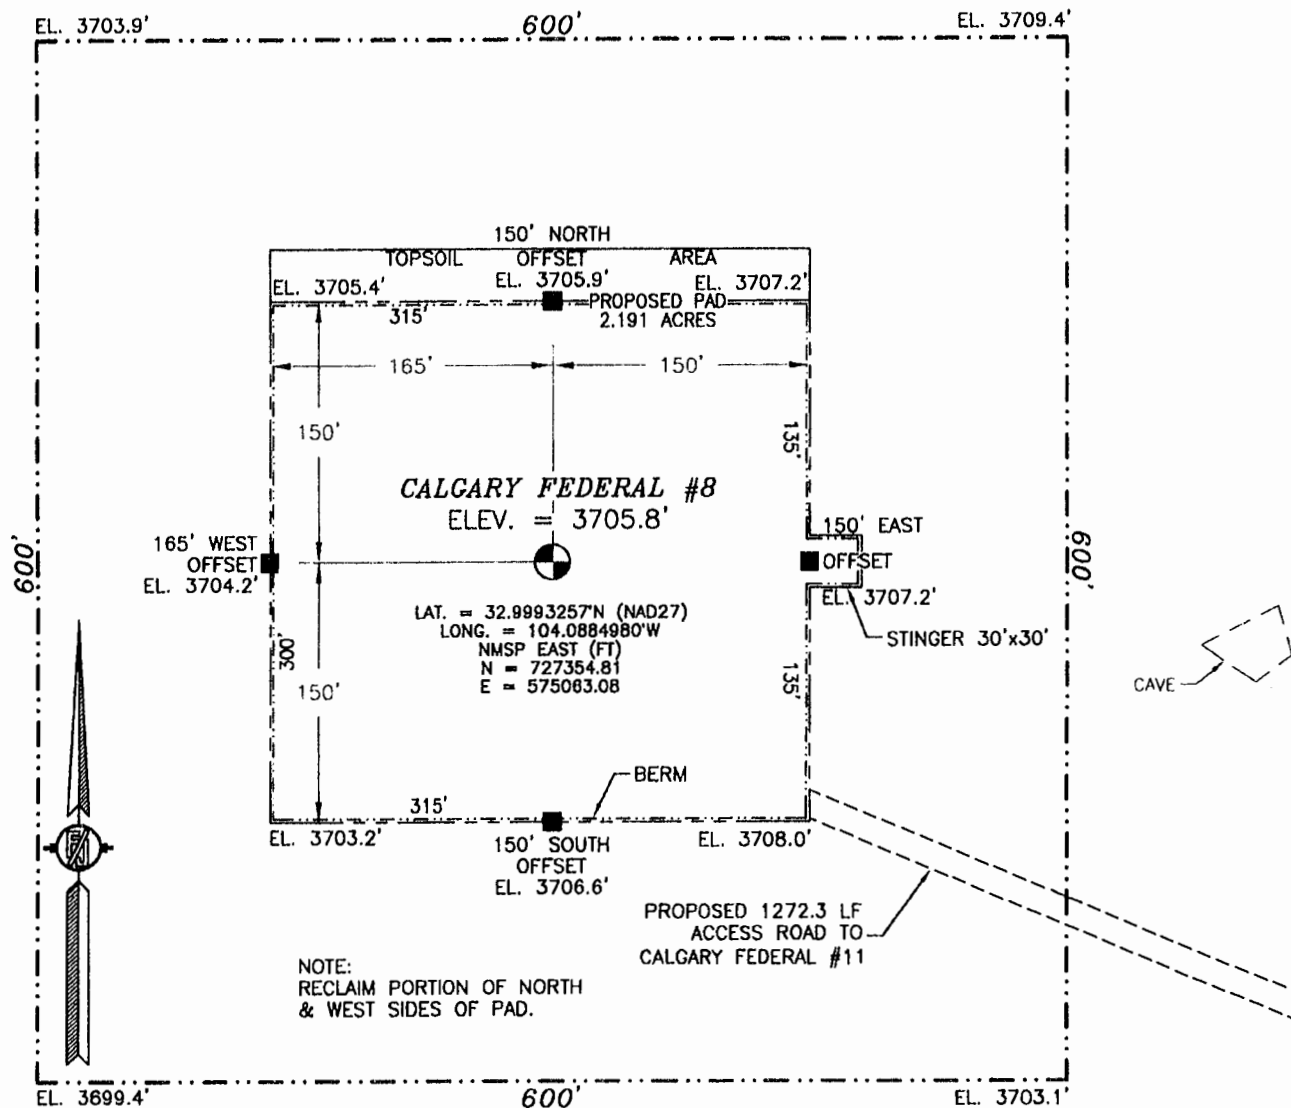 EL. 3703.9'
600'
EL. 3709.4'
150' NORTH
TOPSOIL OFFSET AREA
EL. 3705.4' EL. 3705.9' EL. 3707.2'
315'
PROPOSED PAD
2.191 ACRES
165' 150'
150'
135'
CALGARY FEDERAL #8
ELEV. = 3705.8'
165' WEST
OFFSET
EL. 3704.2'
150' EAST
OFFSET
EL. 3707.2'
600'
600'
LAT. = 32.9993257'N (NAD27)
LONG. = 104.0884980'W
NMSP EAST (FT)
N = 727354.81
E = 575063.08
STINGER 30'x30'
CAVE
300'
150'
135'
BERM
315'
EL. 3703.2'
150' SOUTH
OFFSET
EL. 3706.6'
EL. 3708.0'
PROPOSED 1272.3 LF
ACCESS ROAD TO
CALGARY FEDERAL #11
NOTE:
RECLAIM PORTION OF NORTH
& WEST SIDES OF PAD.
EL. 3699.4'
600'
EL. 3703.1'